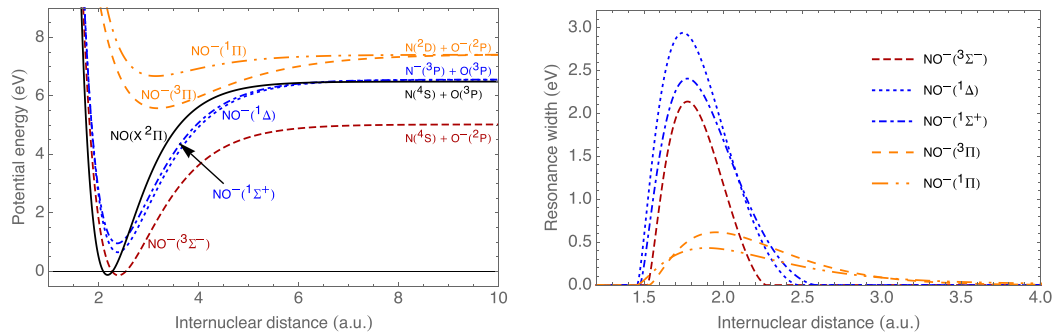 Potential energy (eV)
8
6
4
2
0
2
4
6
8
10
Internuclear distance (a.u.)
NO⁻(¹Π)
NO⁻(³Π)
NO(X²Π)
NO⁻(¹Δ)
NO⁻(¹Σ⁺)
NO⁻(³Σ⁻)
N(²D) + O⁻(²P)
N⁻(³P) + O(³P)
N(⁴S) + O(³P)
N(⁴S) + O⁻(²P)
Resonance width (eV)
3.0
2.5
2.0
1.5
1.0
0.5
0.0
1.5
2.0
2.5
3.0
3.5
4.0
Internuclear distance (a.u.)
NO⁻(³Σ⁻)
NO⁻(¹Δ)
NO⁻(¹Σ⁺)
NO⁻(³Π)
NO⁻(¹Π)